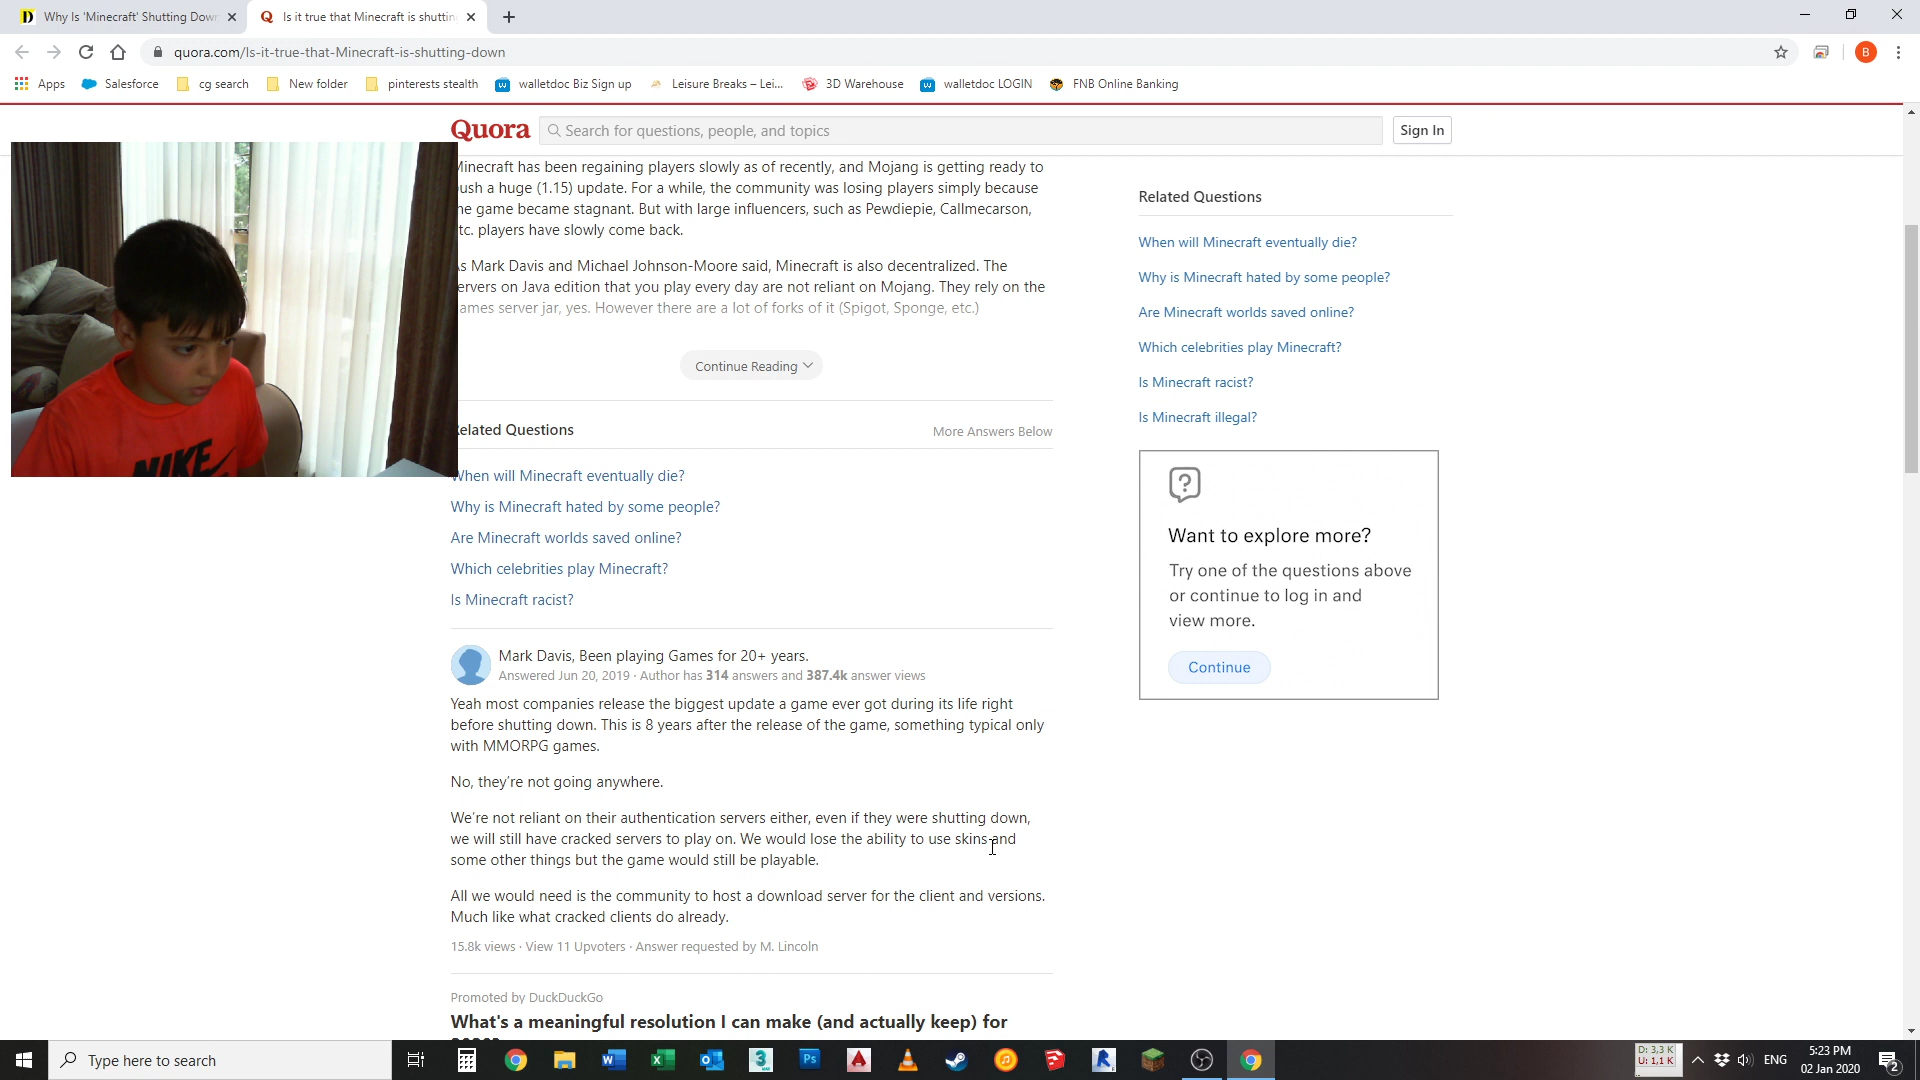 Why Is 'Minecraft' Shutting Down
Is it true that Minecraft is shuttin
quora.com/Is-it-true-that-Minecraft-is-shutting-down
B
Apps
Salesforce
cg search
New folder
pinterests stealth
walletdoc Biz Sign up
Leisure Breaks – Lei...
3D Warehouse
walletdoc LOGIN
FNB Online Banking
Quora
Search for questions, people, and topics
Sign In
Minecraft has been regaining players slowly as of recently, and Mojang is getting ready to
ush a huge (1.15) update. For a while, the community was losing players simply because
he game became stagnant. But with large influencers, such as Pewdiepie, Callmecarson,
tc. players have slowly come back.
s Mark Davis and Michael Johnson-Moore said, Minecraft is also decentralized. The
ervers on Java edition that you play every day are not reliant on Mojang. They rely on the
ames server jar, yes. However there are a lot of forks of it (Spigot, Sponge, etc.)
Continue Reading
elated Questions
More Answers Below
When will Minecraft eventually die?
Why is Minecraft hated by some people?
Are Minecraft worlds saved online?
Which celebrities play Minecraft?
Is Minecraft racist?
Mark Davis, Been playing Games for 20+ years.
Answered Jun 20, 2019 · Author has 314 answers and 387.4k answer views
Yeah most companies release the biggest update a game ever got during its life right
before shutting down. This is 8 years after the release of the game, something typical only
with MMORPG games.
No, they're not going anywhere.
We're not reliant on their authentication servers either, even if they were shutting down,
we will still have cracked servers to play on. We would lose the ability to use skins and
some other things but the game would still be playable.
All we would need is the community to host a download server for the client and versions.
Much like what cracked clients do already.
15.8k views · View 11 Upvoters · Answer requested by M. Lincoln
Promoted by DuckDuckGo
What's a meaningful resolution I can make (and actually keep) for
Related Questions
When will Minecraft eventually die?
Why is Minecraft hated by some people?
Are Minecraft worlds saved online?
Which celebrities play Minecraft?
Is Minecraft racist?
Is Minecraft illegal?
Want to explore more?
Try one of the questions above
or continue to log in and
view more.
Continue
NIKE
Type here to search
D: 3,3 K
U: 1,1 K
ENG
5:23 PM
02 Jan 2020
2